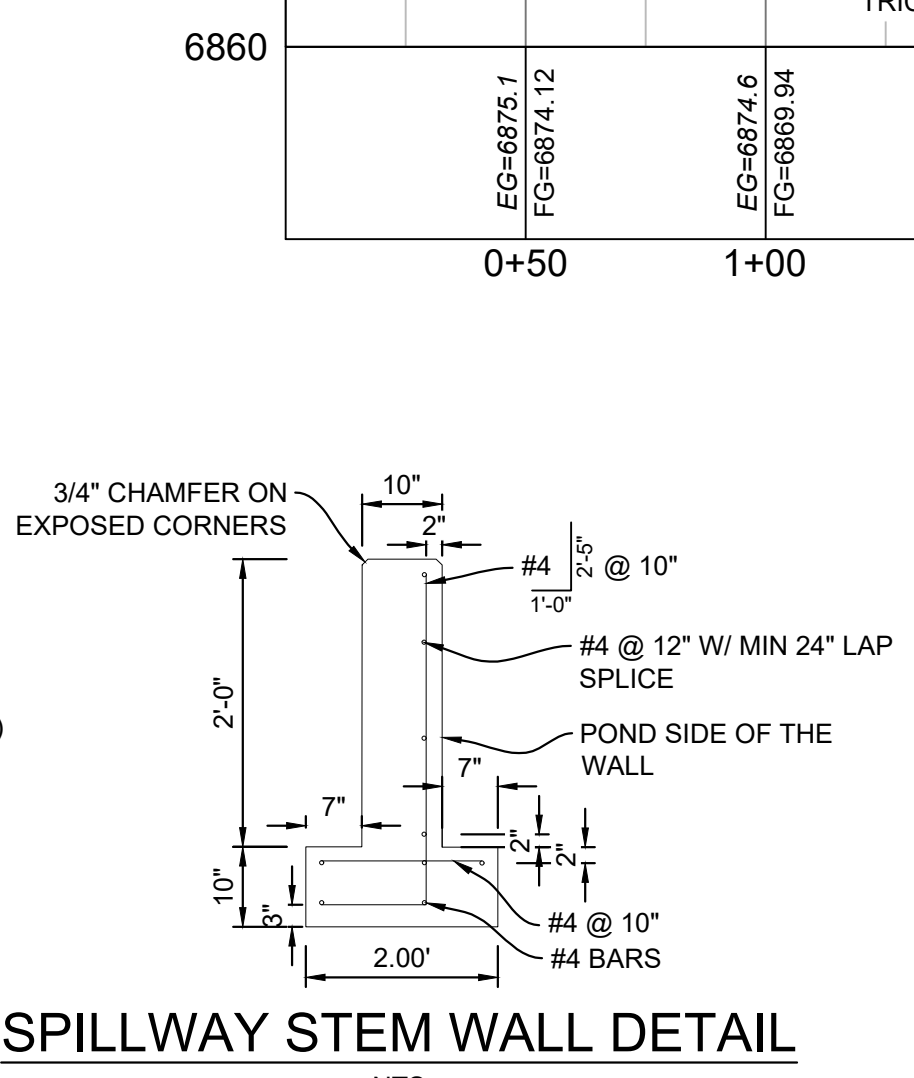 6860
EG=6875.1
FG=6874.12
EG=6874.6
FG=6869.94
0+50
1+00
3/4" CHAMFER ON
EXPOSED CORNERS
10"
2"
#4
2'-5"
1'-0"
@ 10"
#4 @ 12" W/ MIN 24" LAP
SPLICE
2'-0"
POND SIDE OF THE
WALL
7"
7"
2"
2"
10"
3"
#4 @ 10"
#4 BARS
2.00'
SPILLWAY STEM WALL DETAIL